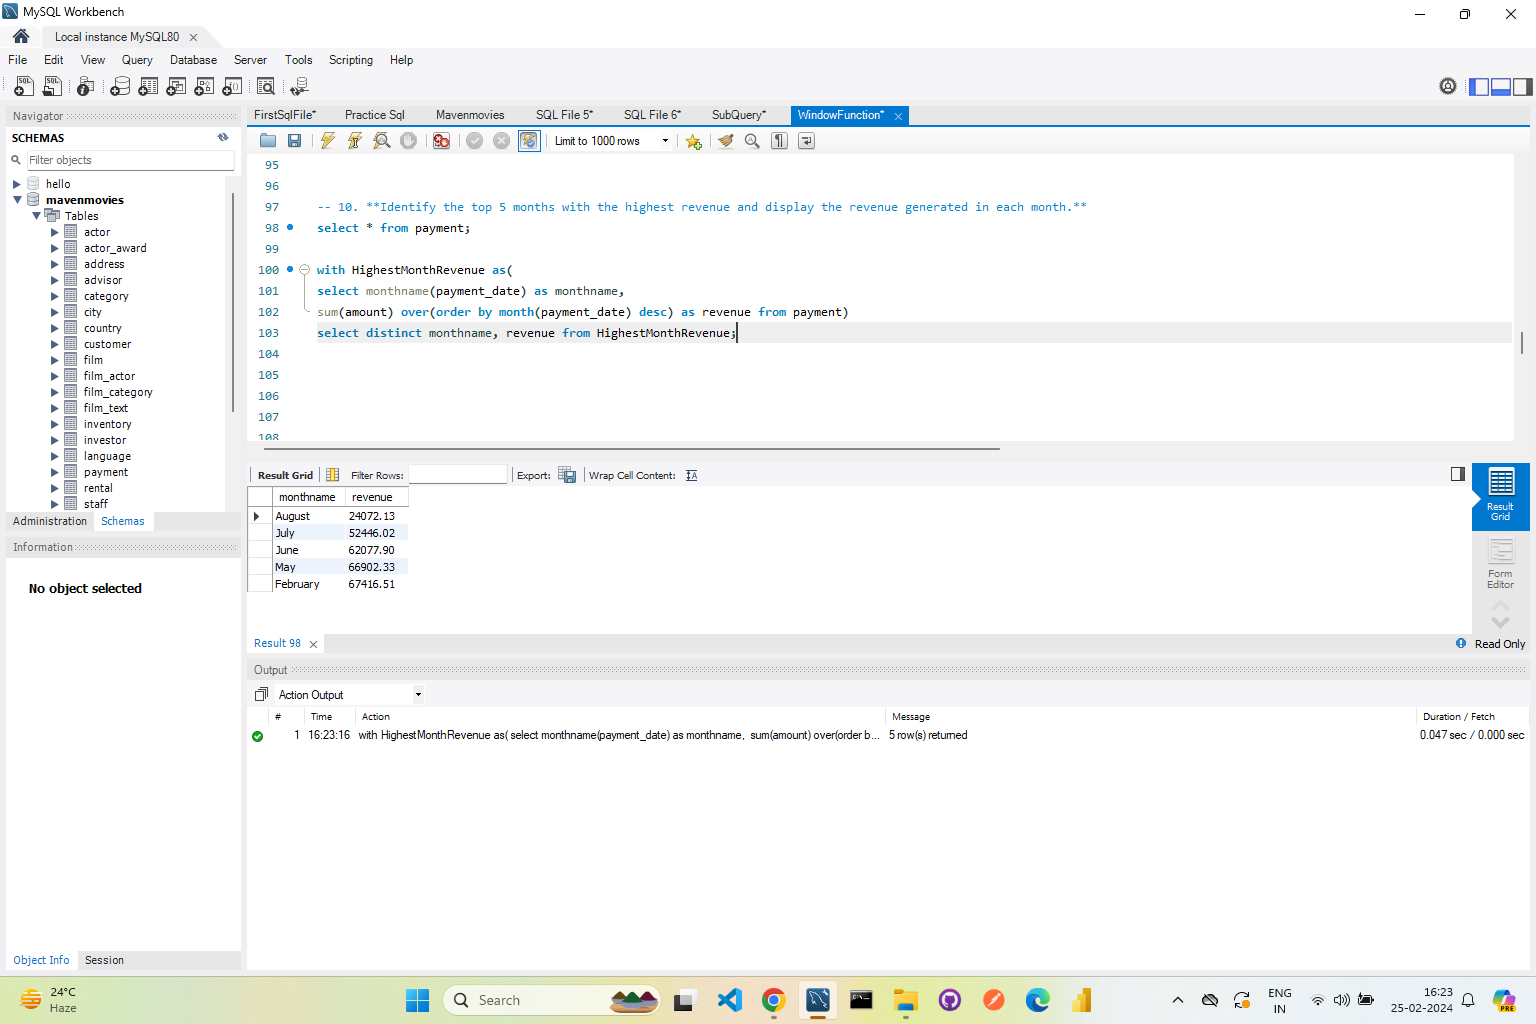 MySQL Workbench
Local instance MySQL80
File Edit View Query Database Server Tools Scripting Help
Navigator
SCHEMAS
Filter objects
hello
mavenmovies
Tables
actor
actor_award
address
advisor
category
city
country
customer
film
film_actor
film_category
film_text
inventory
investor
language
payment
rental
staff
Administration Schemas
Information
No object selected
Object Info Session
FirstSqlFile* Practice Sql Mavenmovies SQL File 5* SQL File 6* SubQuery* WindowFunction*
Limit to 1000 rows
95
96
97 -- 10. **Identify the top 5 months with the highest revenue and display the revenue generated in each month.**
98 select * from payment;
99
100 with HighestMonthRevenue as(
101 select monthname(payment_date) as monthname,
102 sum(amount) over(order by month(payment_date) desc) as revenue from payment)
103 select distinct monthname, revenue from HighestMonthRevenue;
104
105
106
107
108
Result Grid Filter Rows: Export: Wrap Cell Content:
monthname revenue
August 24072.13
July 52446.02
June 62077.90
May 66902.33
February 67416.51
Result Grid
Form Editor
Result 98
Read Only
Output
Action Output
# Time Action Message Duration / Fetch
1 16:23:16 with HighestMonthRevenue as( select monthname(payment_date) as monthname, sum(amount) over(order b... 5 row(s) returned 0.047 sec / 0.000 sec
24°C
Haze
Search
ENG
IN
16:23
25-02-2024
PRE